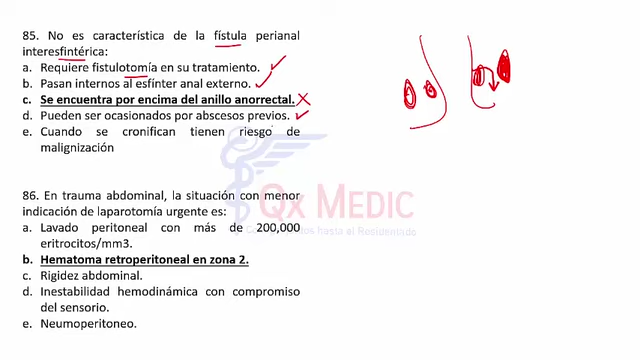 85. No es característica de la fístula perianal
interesfintérica:
a. Requiere fistulotomía en su tratamiento.
b. Pasan internos al esfínter anal externo.
c. Se encuentra por encima del anillo anorrectal.
d. Pueden ser ocasionados por abscesos previos.
e. Cuando se cronifican tienen riesgo de
malignización
Qx MEDIC
hasta el Residentado
86. En trauma abdominal, la situación con menor
indicación de laparotomía urgente es:
a. Lavado peritoneal con más de 200,000
eritrocitos/mm3.
b. Hematoma retroperitoneal en zona 2.
c. Rigidez abdominal.
d. Inestabilidad hemodinámica con compromiso
del sensorio.
e. Neumoperitoneo.